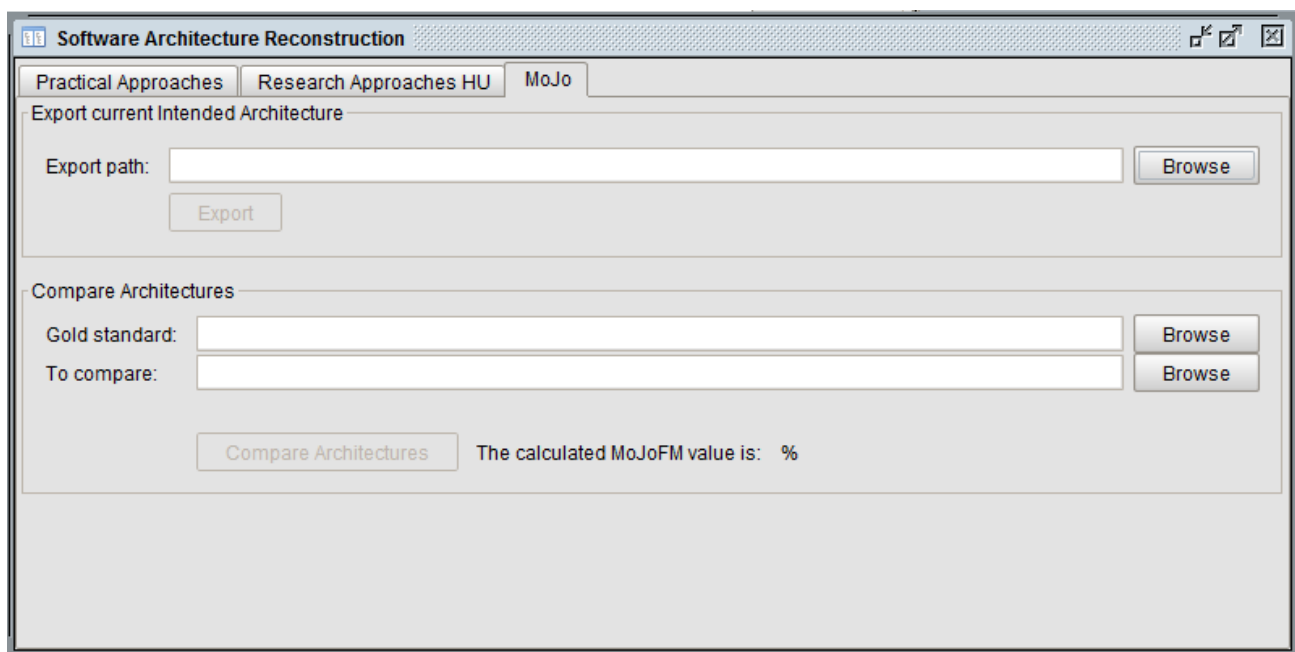 Software Architecture Reconstruction
Practical Approaches Research Approaches HU MoJo
Export current Intended Architecture
Export path: Browse
Export
Compare Architectures
Gold standard: Browse
To compare: Browse
Compare Architectures The calculated MoJoFM value is: %